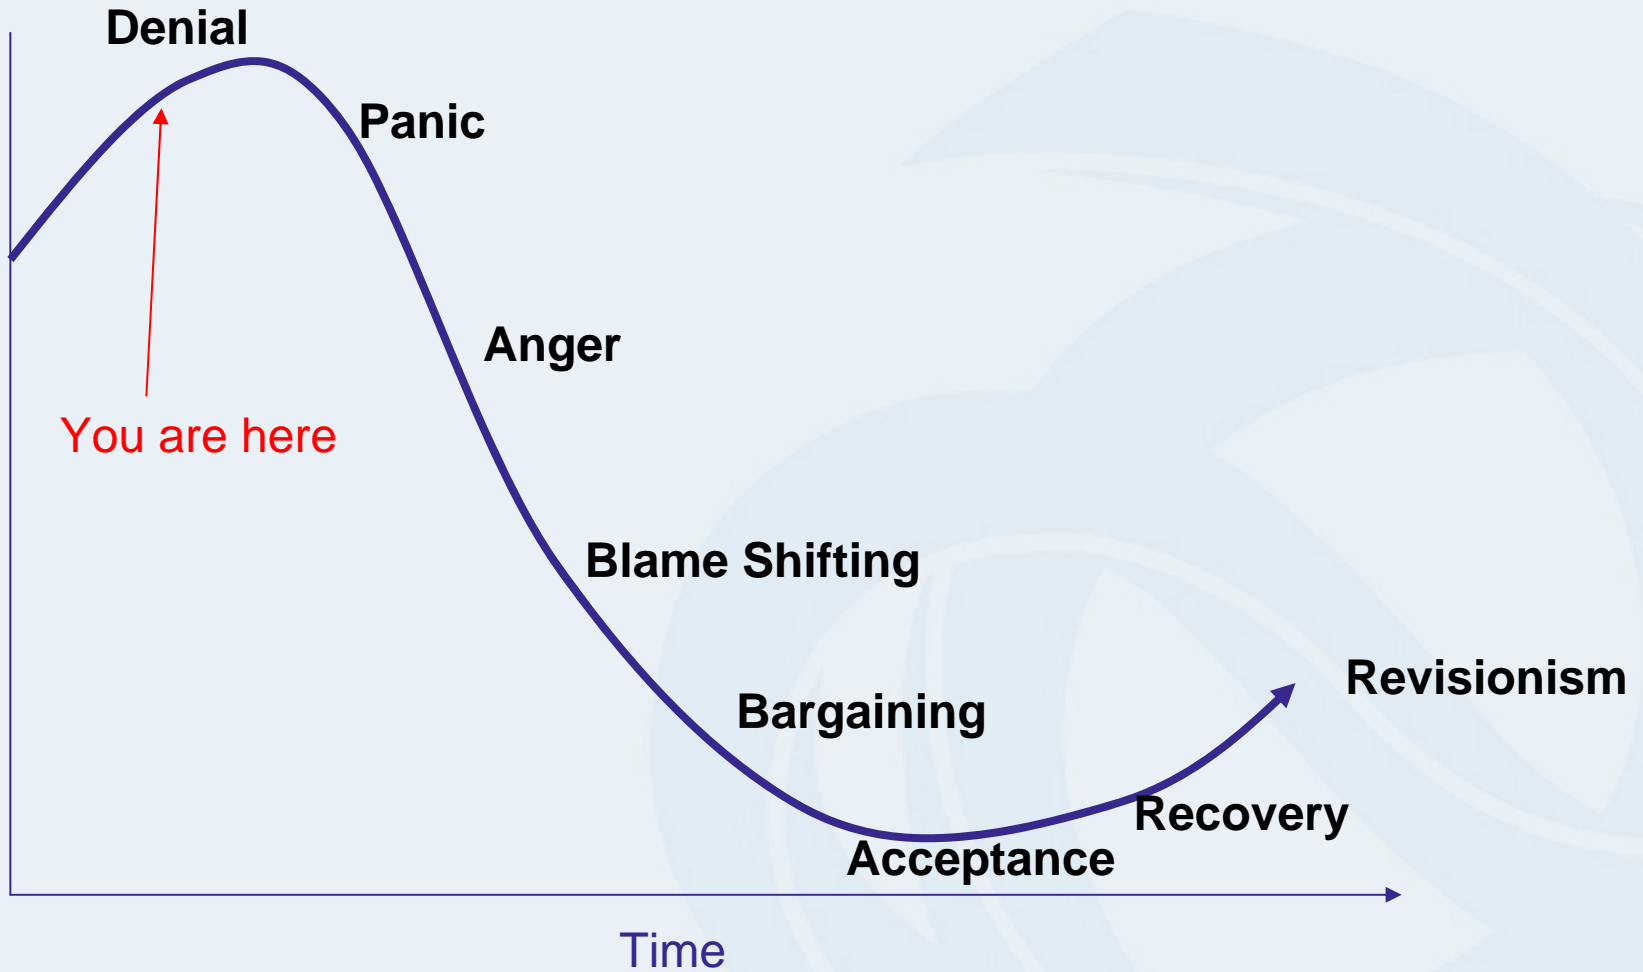 Denial
Panic
Anger
You are here
Blame Shifting
Revisionism
Bargaining
Recovery
Acceptance
Time